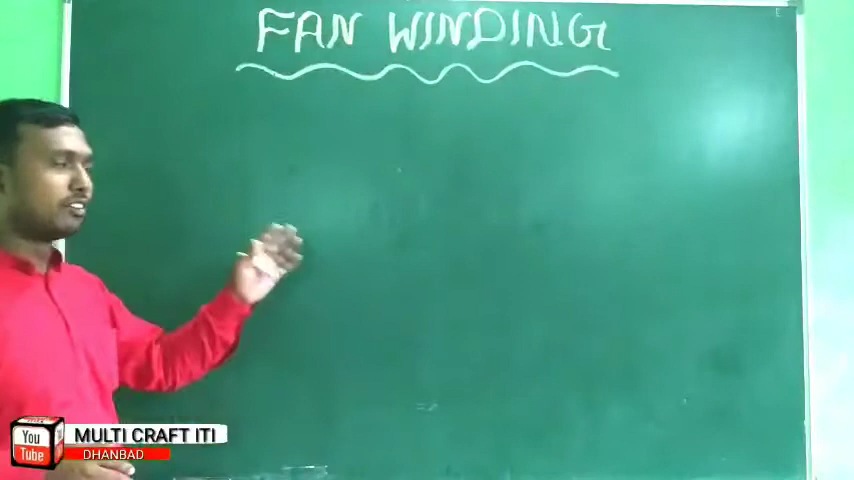 FAN WINDING
You
Tube
MULTI CRAFT ITI
DHANBAD